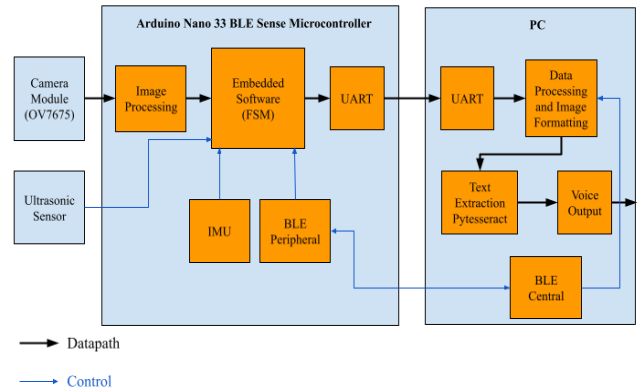 Arduino Nano 33 BLE Sense Microcontroller
PC
Camera
Module
(OV7675)
Image
Processing
Embedded
Software
(FSM)
UART
UART
Data
Processing
and Image
Formatting
Ultrasonic
Sensor
IMU
BLE
Peripheral
Text
Extraction
Pytesseract
Voice
Output
BLE
Central
Datapath
Control